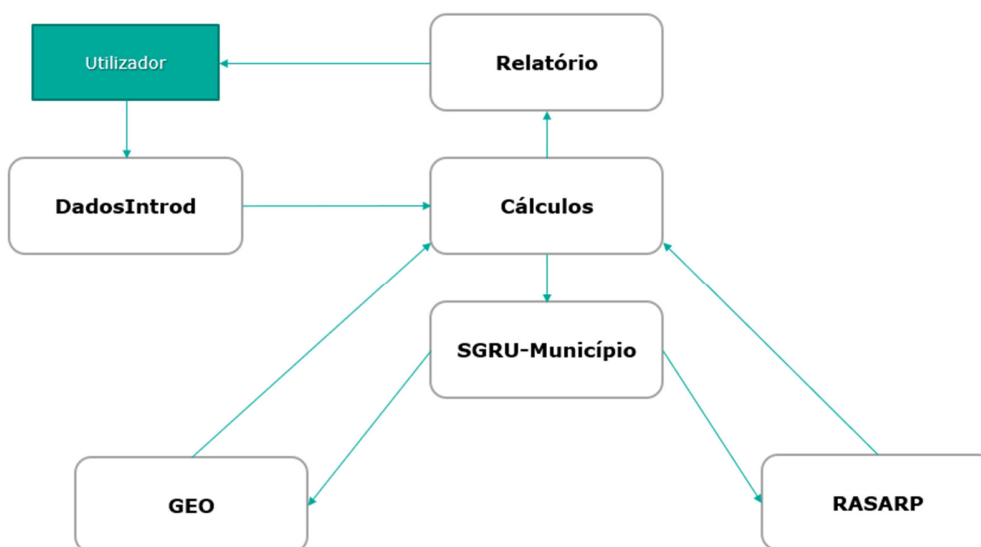 Utilizador
Relatório
DadosIntrod
Cálculos
SGRU-Município
GEO
RASARP